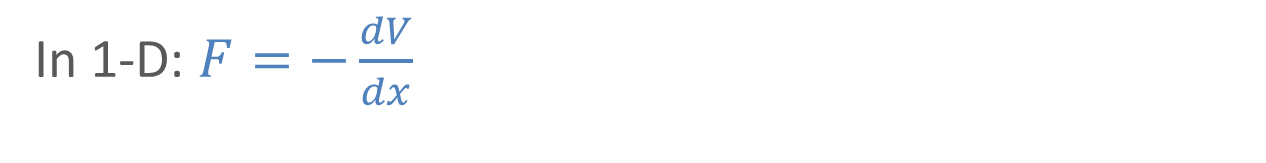 In 1-D: F = − dV/dx